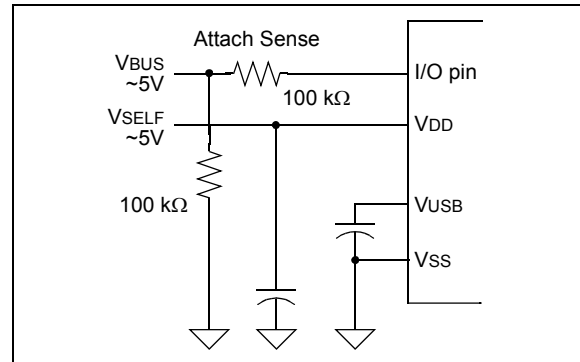 Attach Sense
VBUS
~5V
100 kΩ
I/O pin
VSELF
~5V
VDD
100 kΩ
VUSB
VSS